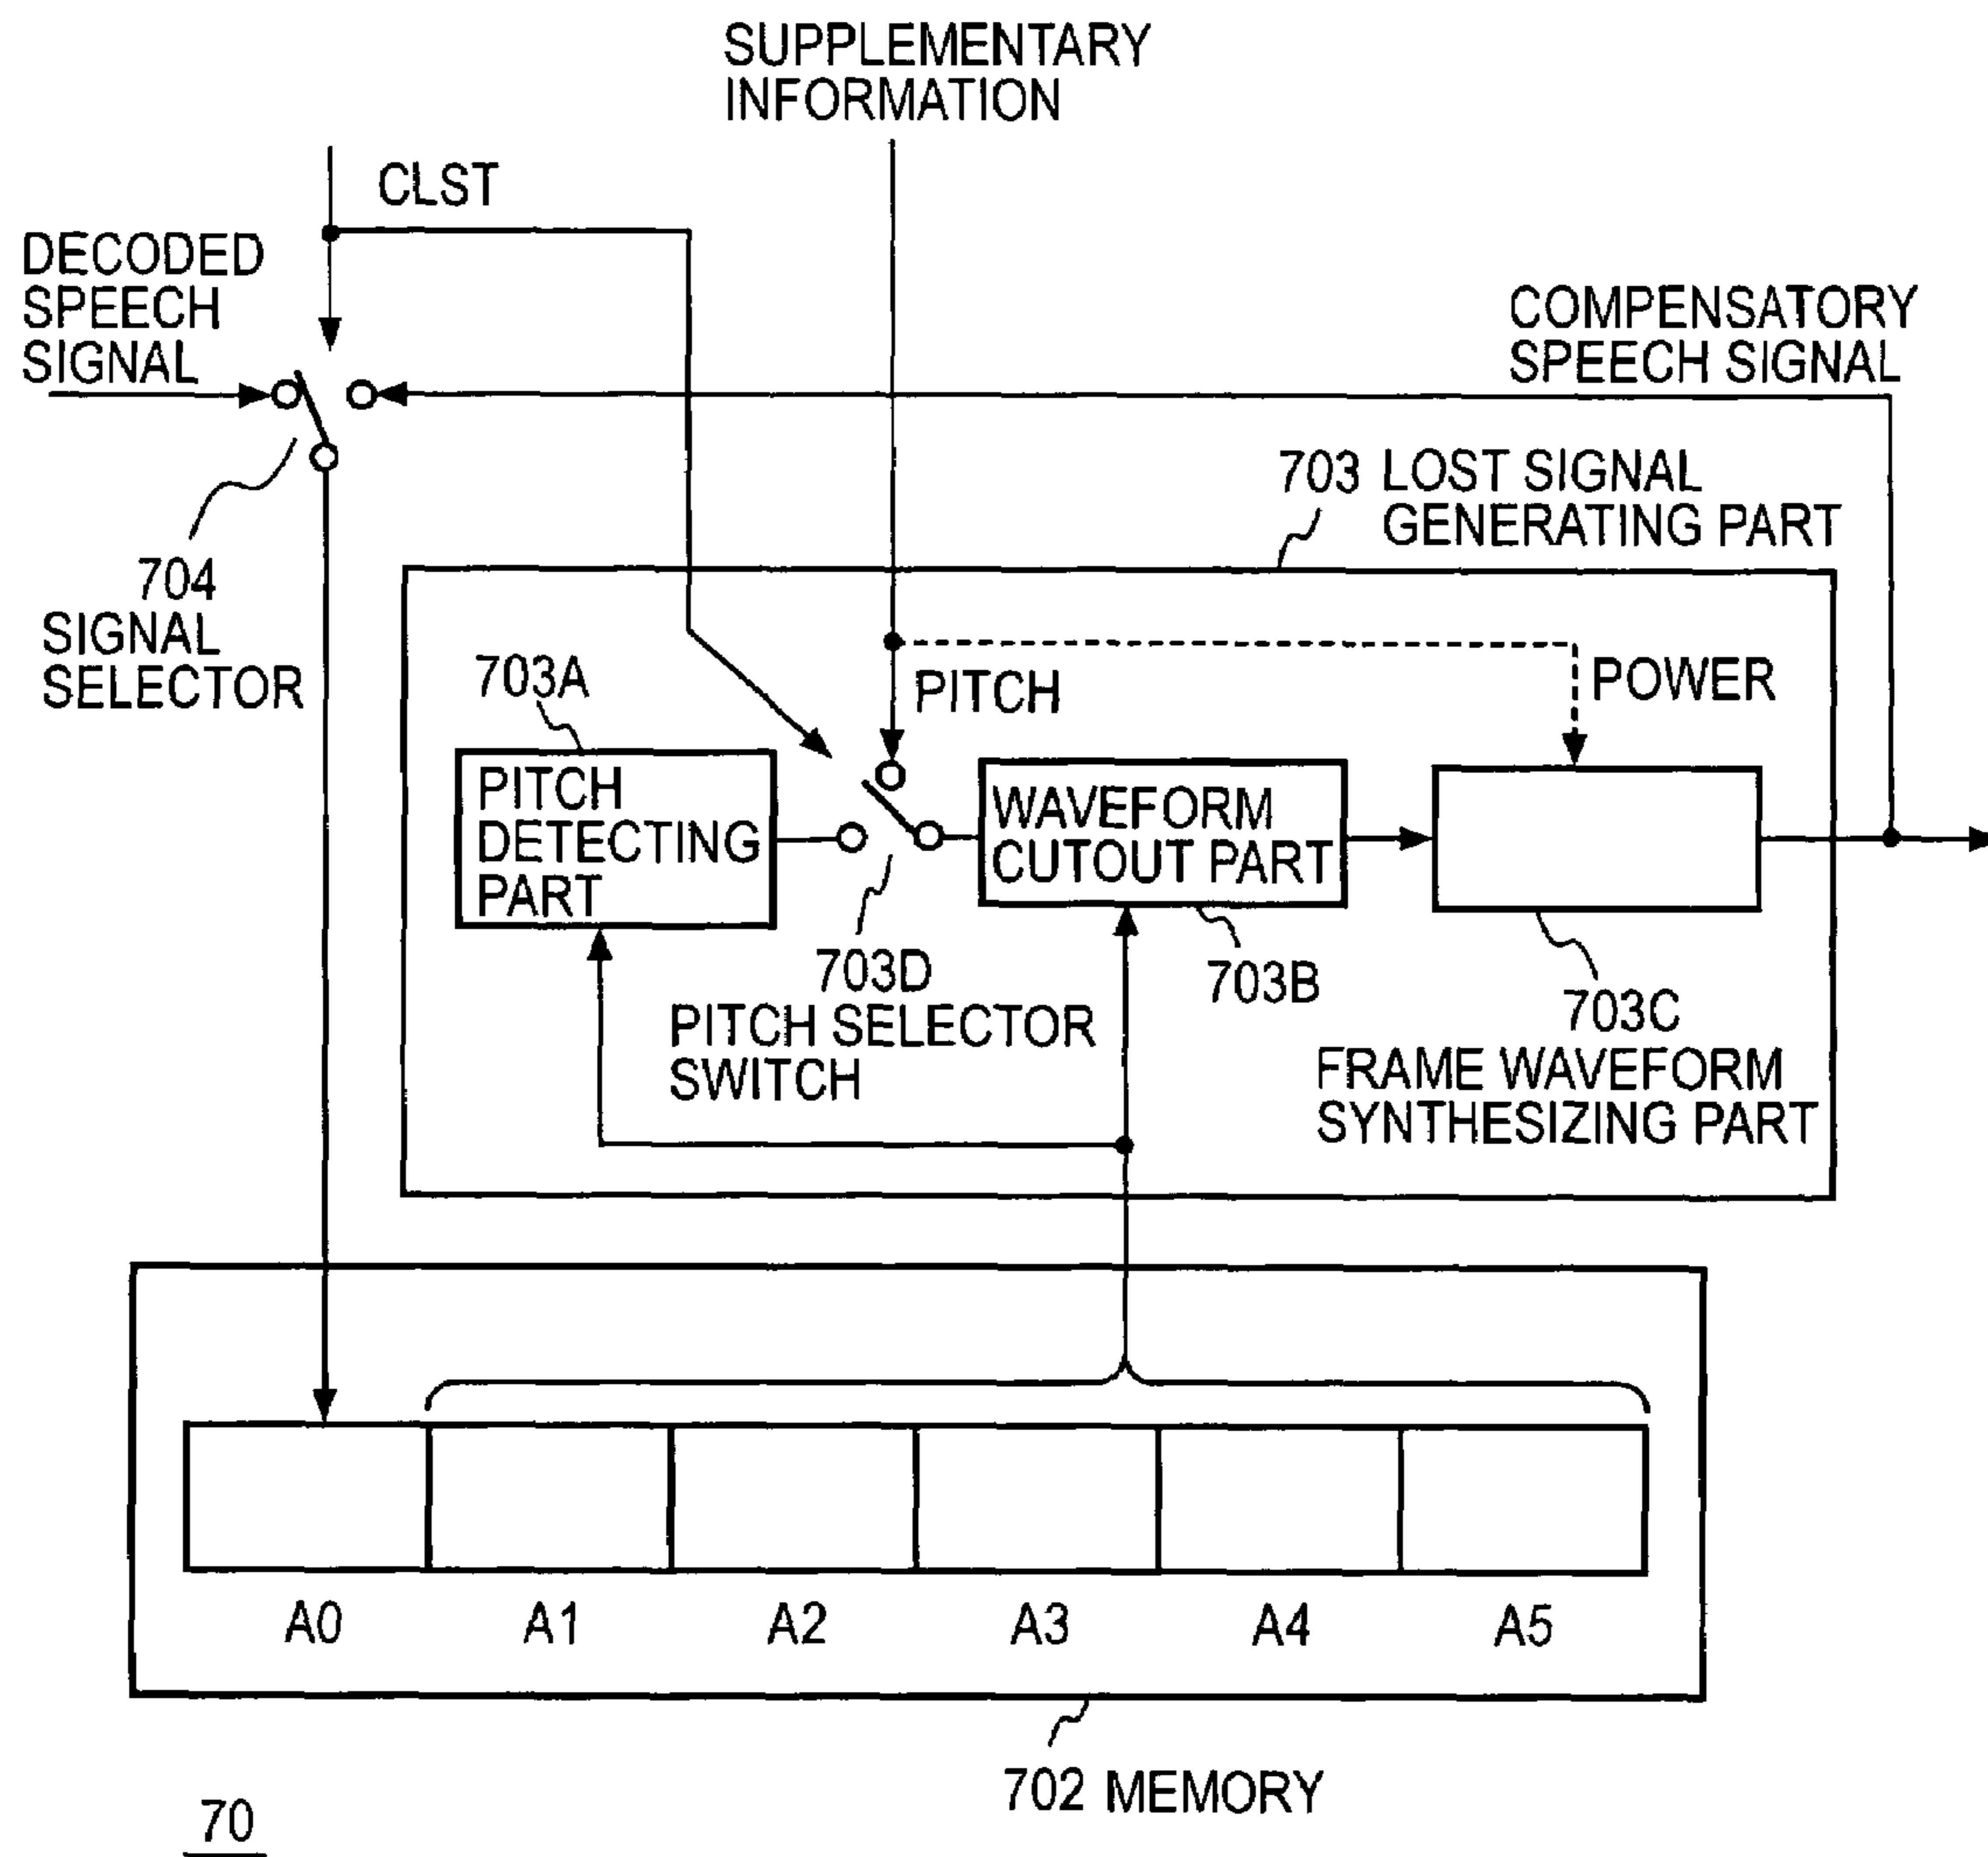 SUPPLEMENTARY
INFORMATION
CLST
DECODED
SPEECH
SIGNAL
COMPENSATORY
SPEECH SIGNAL
703 LOST SIGNAL
GENERATING PART
704
SIGNAL
SELECTOR
703A
PITCH
POWER
PITCH
DETECTING
PART
WAVEFORM
CUTOUT PART
703D
PITCH SELECTOR
SWITCH
703B
703C
FRAME WAVEFORM
SYNTHESIZING PART
A0 A1 A2 A3 A4 A5
702 MEMORY
70